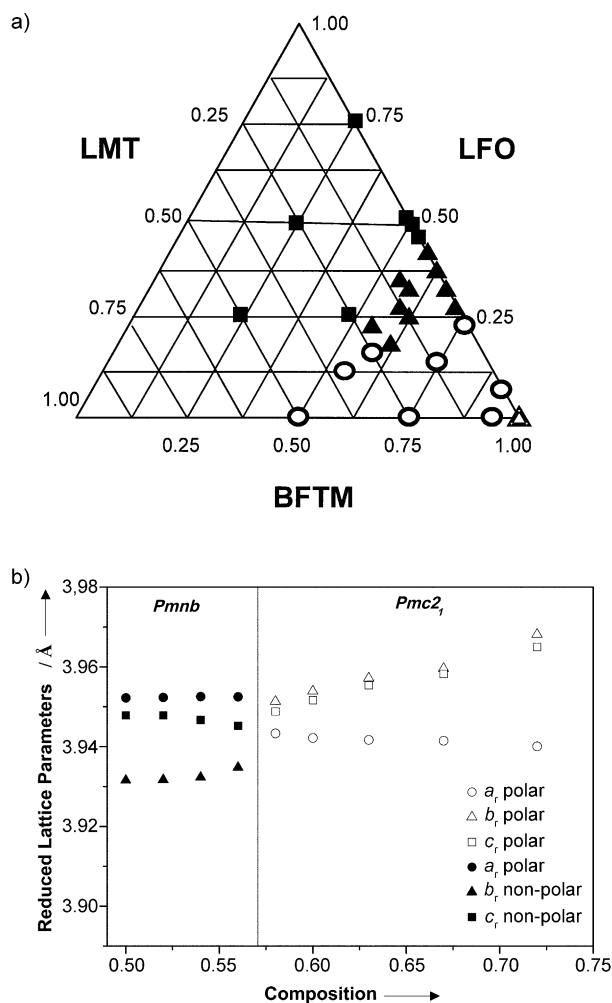 a)
1.00
0.25
0.75
LMT
LFO
0.50
0.50
0.75
0.25
1.00
0.25
0.50
0.75
1.00
BFTM
b)
3,98
Pmnb
Pmc2₁
3.96
3.94
3.92
3.90
Reduced Lattice Parameters / Å
aᵣ polar
bᵣ polar
cᵣ polar
aᵣ polar
bᵣ non-polar
cᵣ non-polar
0.50 0.55 0.60 0.65 0.70 0.75
Composition